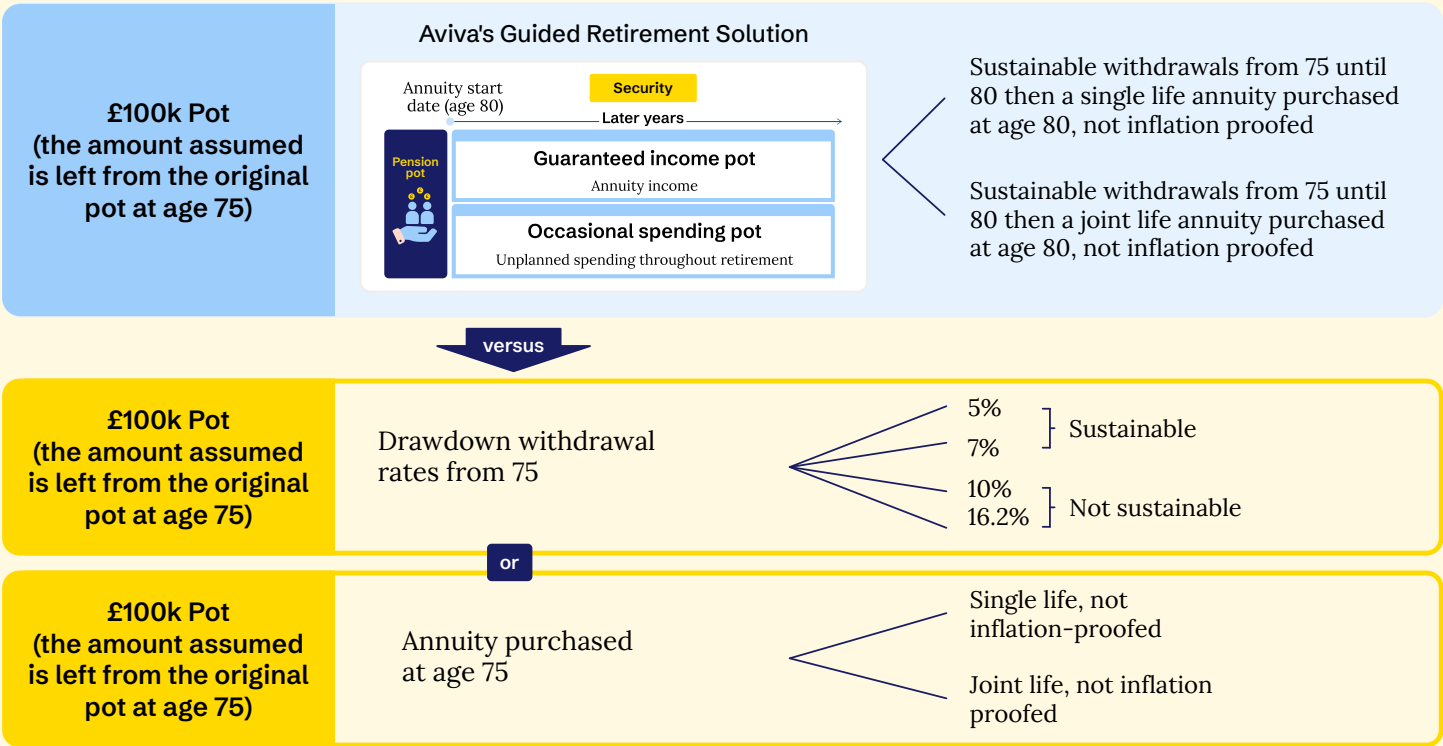 £100k Pot
(the amount assumed
is left from the original
pot at age 75)
Aviva's Guided Retirement Solution
Annuity start
date (age 80)
Security
Later years
Pension
pot
£
£ £
Guaranteed income pot
Annuity income
Occasional spending pot
Unplanned spending throughout retirement
Sustainable withdrawals from 75 until
80 then a single life annuity purchased
at age 80, not inflation proofed
Sustainable withdrawals from 75 until
80 then a joint life annuity purchased
at age 80, not inflation proofed
versus
£100k Pot
(the amount assumed
is left from the original
pot at age 75)
Drawdown withdrawal
rates from 75
5%
7%
Sustainable
10%
16.2%
Not sustainable
or
£100k Pot
(the amount assumed
is left from the original
pot at age 75)
Annuity purchased
at age 75
Single life, not
inflation-proofed
Joint life, not inflation
proofed